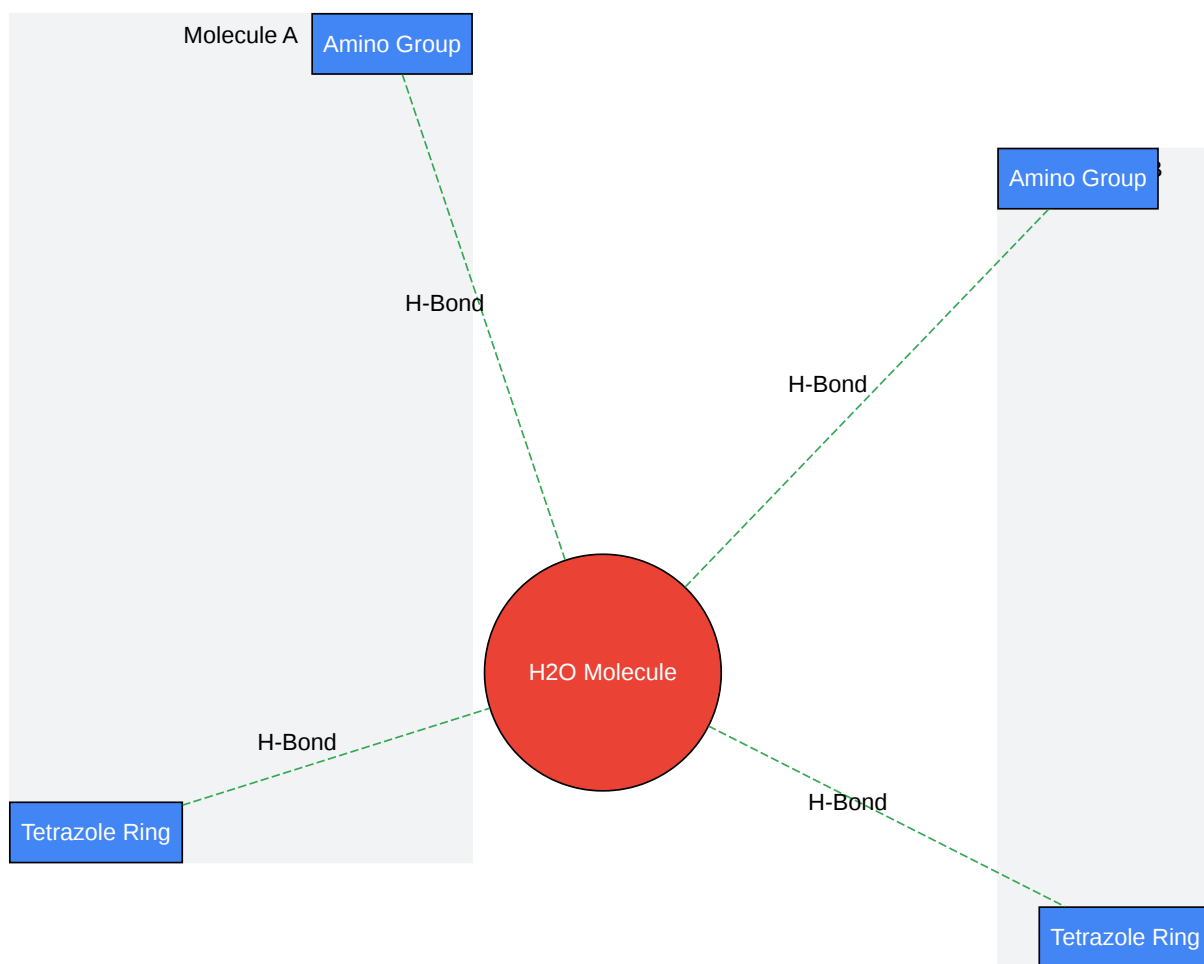 Molecule A
Amino Group
Amino Group
H-Bond
H-Bond
H2O Molecule
H-Bond
H-Bond
Tetrazole Ring
Tetrazole Ring